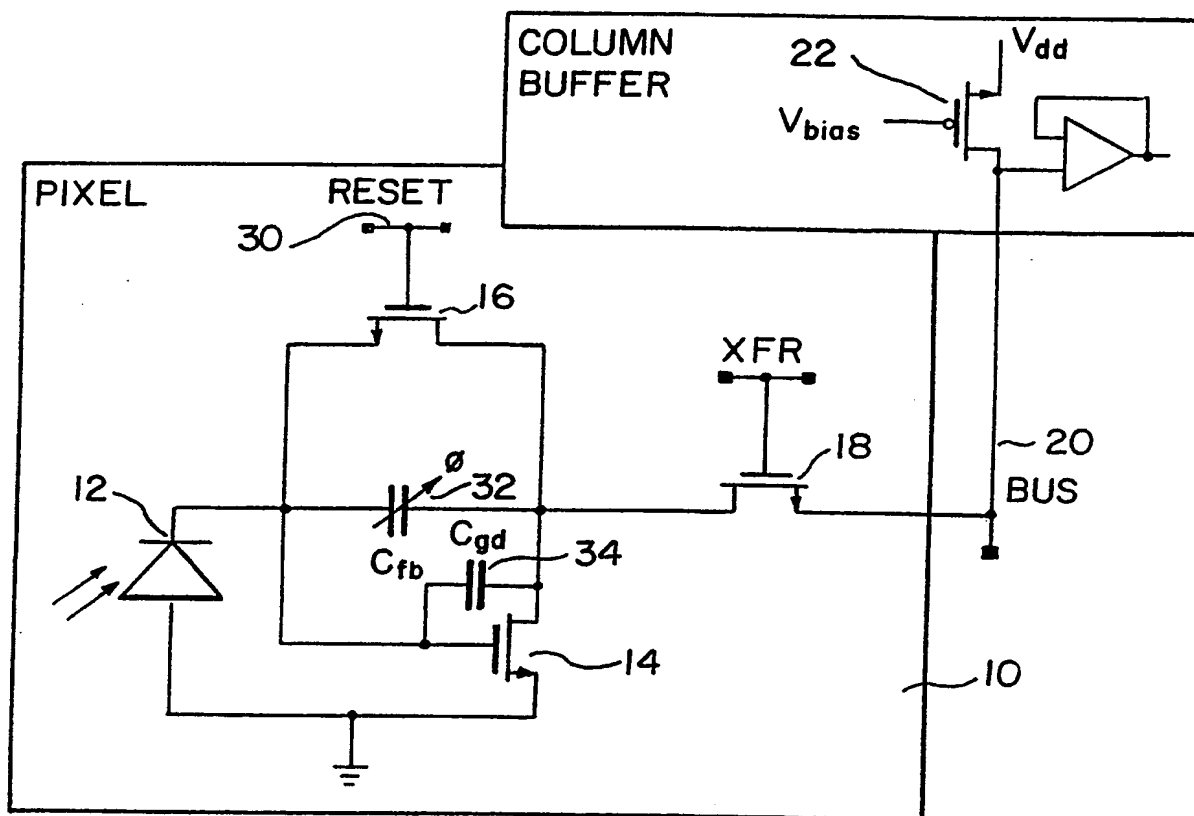 COLUMN
BUFFER
22
Vdd
Vbias
PIXEL
RESET
30
16
XFR
18
20
BUS
12
ø
32
Cfb
Cgd
34
14
10